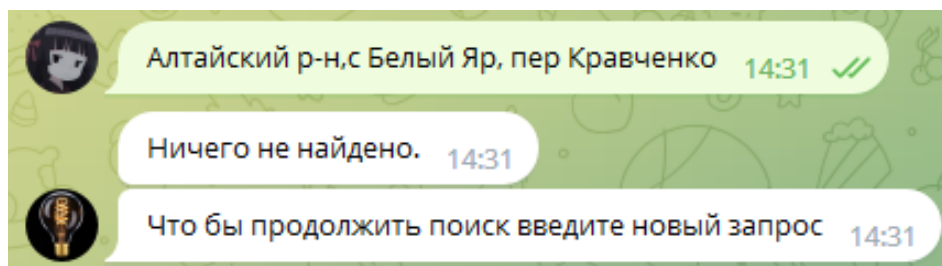 Алтайский р-н,с Белый Яр, пер Кравченко 14:31
Ничего не найдено. 14:31
Что бы продолжить поиск введите новый запрос 14:31